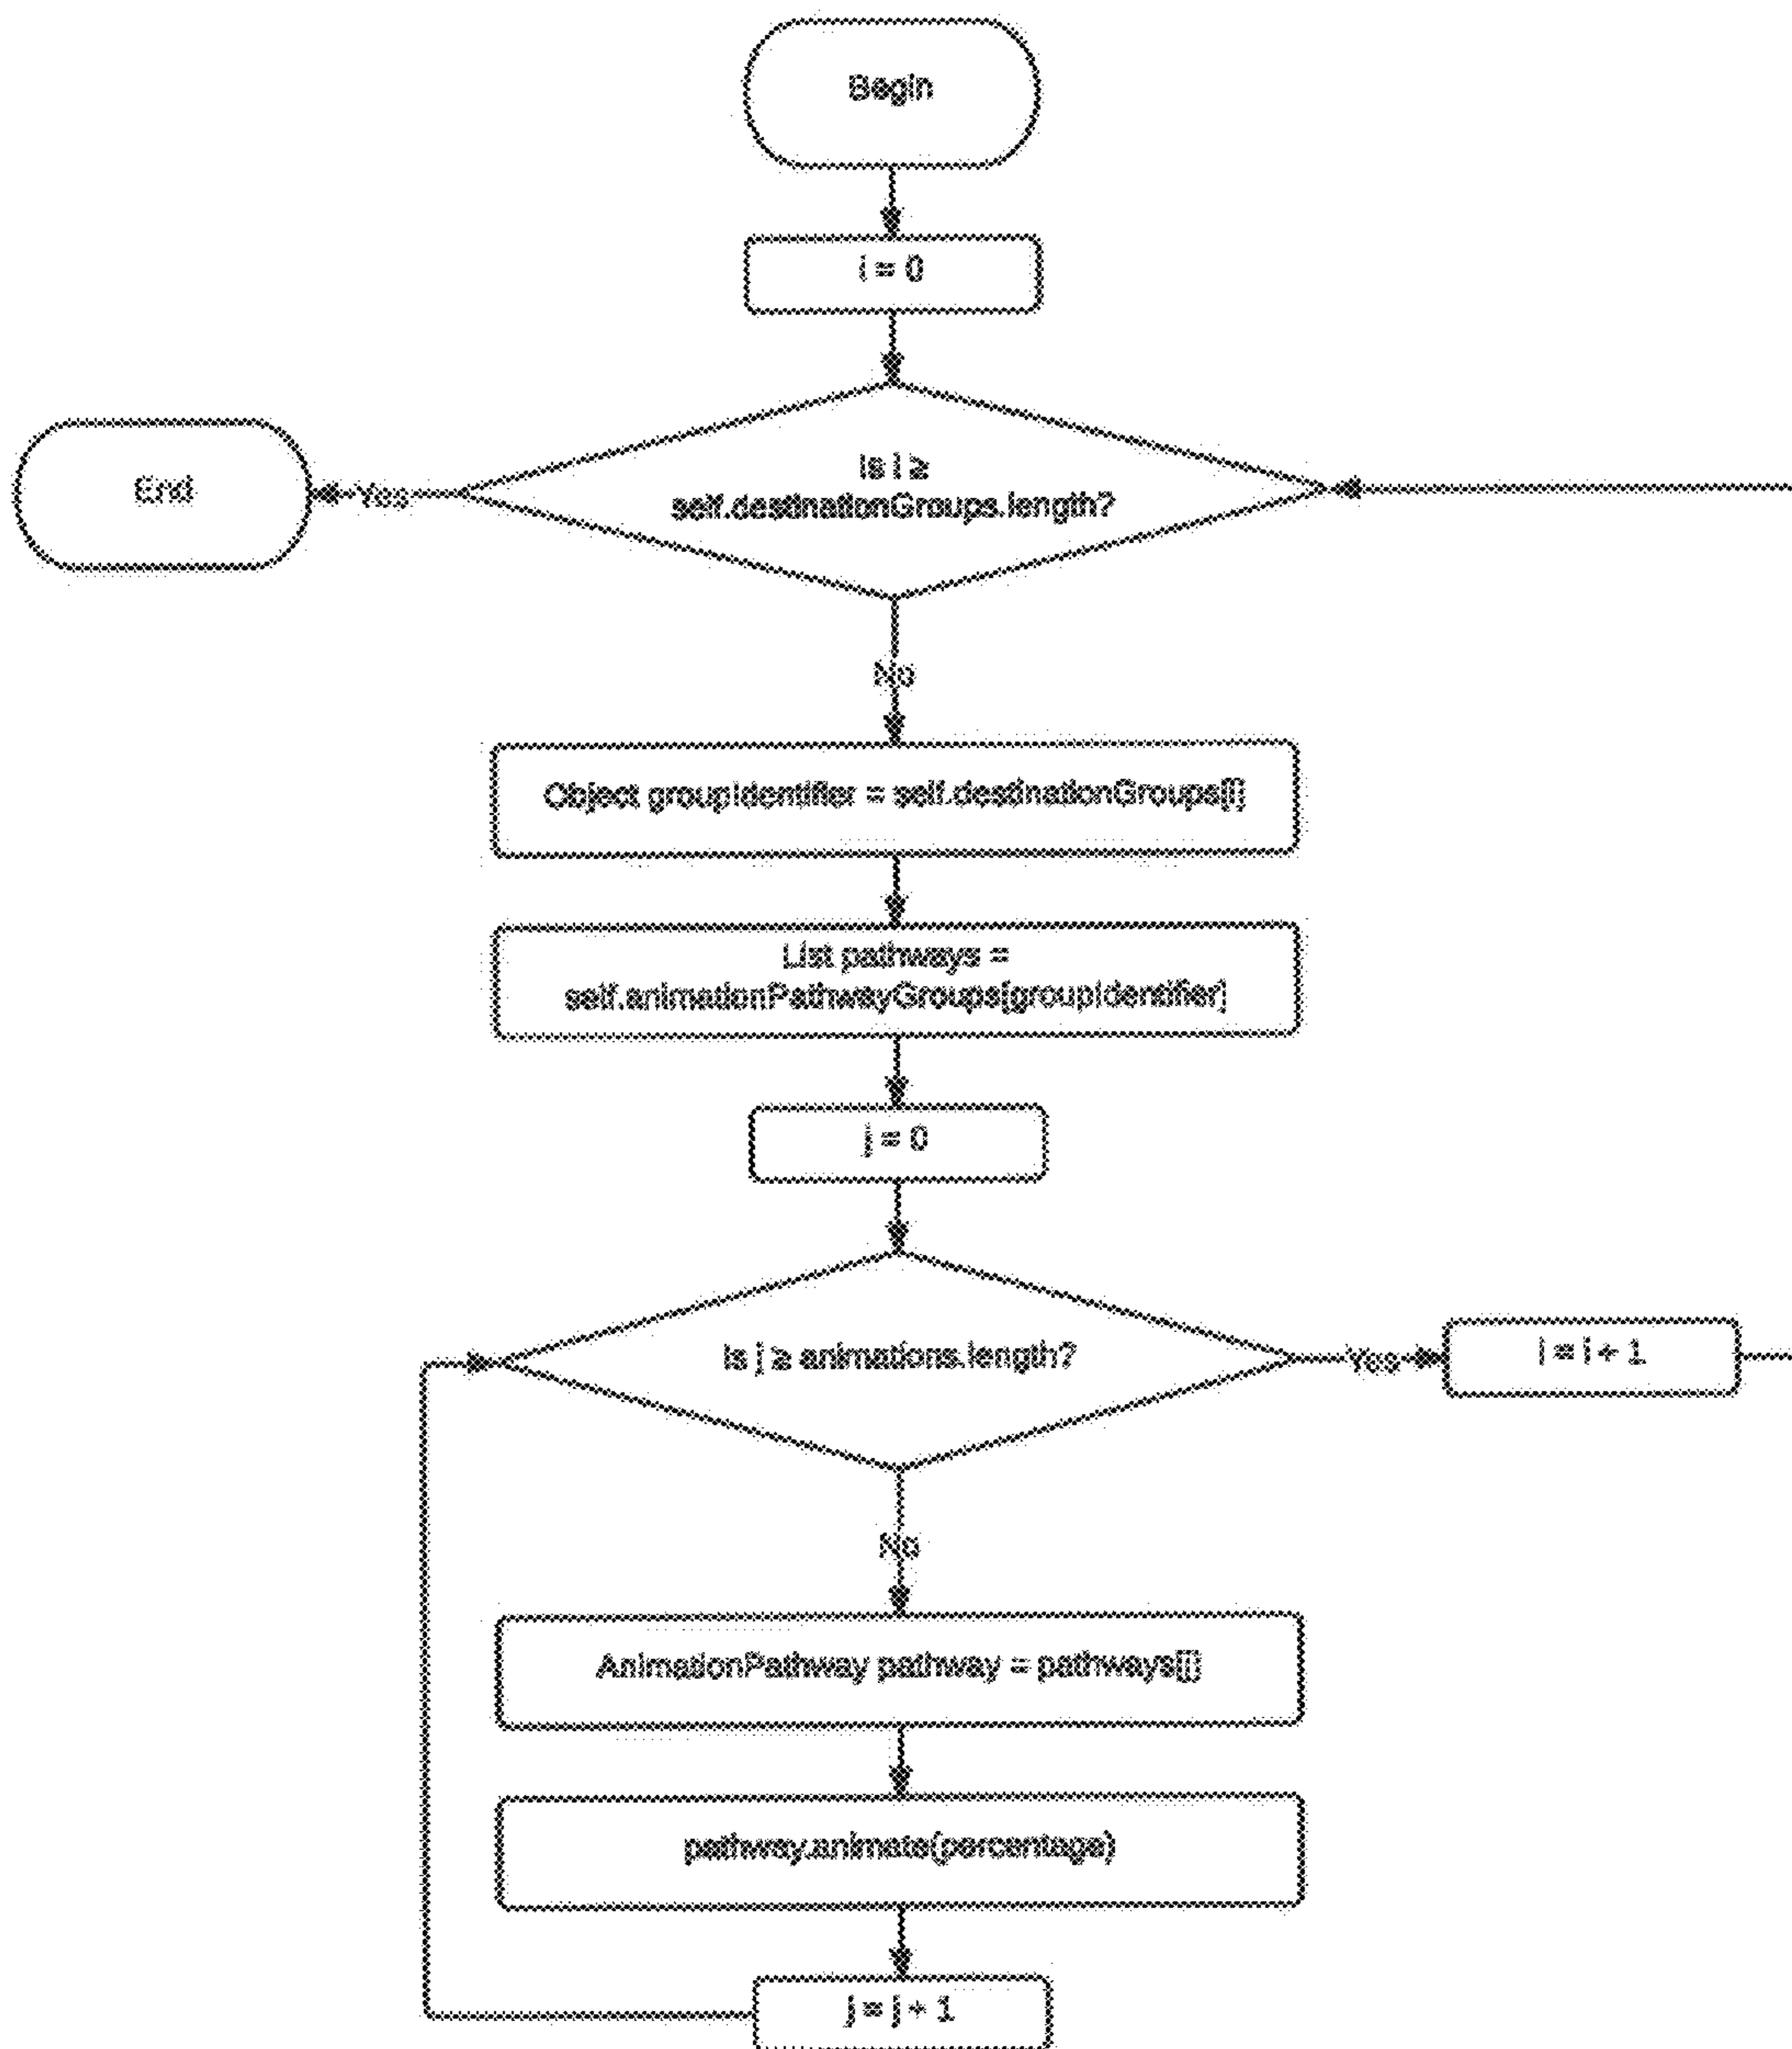 Begin
i = 0
Is i ≥
self.destinationGroups.length?
Yes
End
No
Object groupIdentifier = self.destinationGroups[i]
List pathways =
self.animationPathwayGroups[groupIdentifier]
j = 0
Is j ≥ animations.length?
Yes
i = i + 1
No
AnimationPathway pathway = pathways[j]
pathway.animate(percentage)
j = j + 1